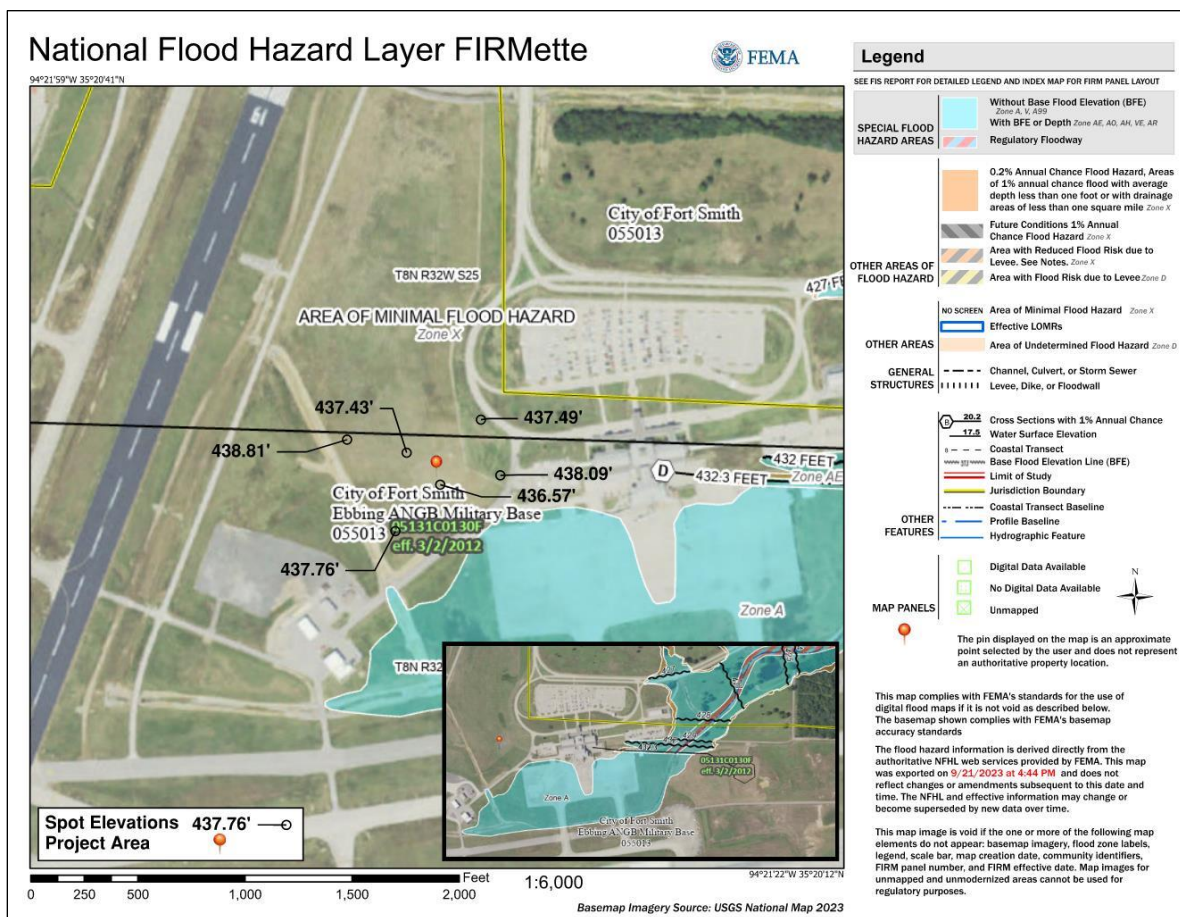 National Flood Hazard Layer FIRMette
FEMA
94°21'59"W 35°20'41"N
City of Fort Smith
055013
T8N R32W S25
427 FE
AREA OF MINIMAL FLOOD HAZARD
Zone X
437.43'
437.49'
438.81'
438.09'
432 FEET
D
432.3 FEET
Zone AE
436.57'
City of Fort Smith
Ebbing ANGB Military Base
055013
05131C0130F
eff. 3/2/2012
437.76'
Zone A
T8N R32
05131C0130F
eff. 3/2/2012
Zone A
City of Fort Smith
Ebbing ANGB Military Base
055013
Spot Elevations 437.76'
Project Area
Feet
0 250 500 1,000 1,500 2,000
1:6,000
94°21'22"W 35°20'12"N
Basemap Imagery Source: USGS National Map 2023
Legend
SEE FIS REPORT FOR DETAILED LEGEND AND INDEX MAP FOR FIRM PANEL LAYOUT
SPECIAL FLOOD
HAZARD AREAS
Without Base Flood Elevation (BFE)
Zone A, V, A99
With BFE or Depth Zone AE, AO, AH, VE, AR
Regulatory Floodway
OTHER AREAS OF
FLOOD HAZARD
0.2% Annual Chance Flood Hazard, Areas
of 1% annual chance flood with average
depth less than one foot or with drainage
areas of less than one square mile Zone X
Future Conditions 1% Annual
Chance Flood Hazard Zone X
Area with Reduced Flood Risk due to
Levee. See Notes. Zone X
Area with Flood Risk due to Levee Zone D
OTHER AREAS
NO SCREEN Area of Minimal Flood Hazard Zone X
Effective LOMRs
Area of Undetermined Flood Hazard Zone D
GENERAL
STRUCTURES
Channel, Culvert, or Storm Sewer
Levee, Dike, or Floodwall
OTHER
FEATURES
B 20.2 Cross Sections with 1% Annual Chance
17.5 Water Surface Elevation
8 Coastal Transect
Base Flood Elevation Line (BFE)
Limit of Study
Jurisdiction Boundary
Coastal Transect Baseline
Profile Baseline
Hydrographic Feature
MAP PANELS
Digital Data Available
No Digital Data Available
Unmapped
N
The pin displayed on the map is an approximate
point selected by the user and does not represent
an authoritative property location.
This map complies with FEMA's standards for the use of
digital flood maps if it is not void as described below.
The basemap shown complies with FEMA's basemap
accuracy standards
The flood hazard information is derived directly from the
authoritative NFHL web services provided by FEMA. This map
was exported on 9/21/2023 at 4:44 PM and does not
reflect changes or amendments subsequent to this date and
time. The NFHL and effective information may change or
become superseded by new data over time.
This map image is void if the one or more of the following map
elements do not appear: basemap imagery, flood zone labels,
legend, scale bar, map creation date, community identifiers,
FIRM panel number, and FIRM effective date. Map images for
unmapped and unmodernized areas cannot be used for
regulatory purposes.